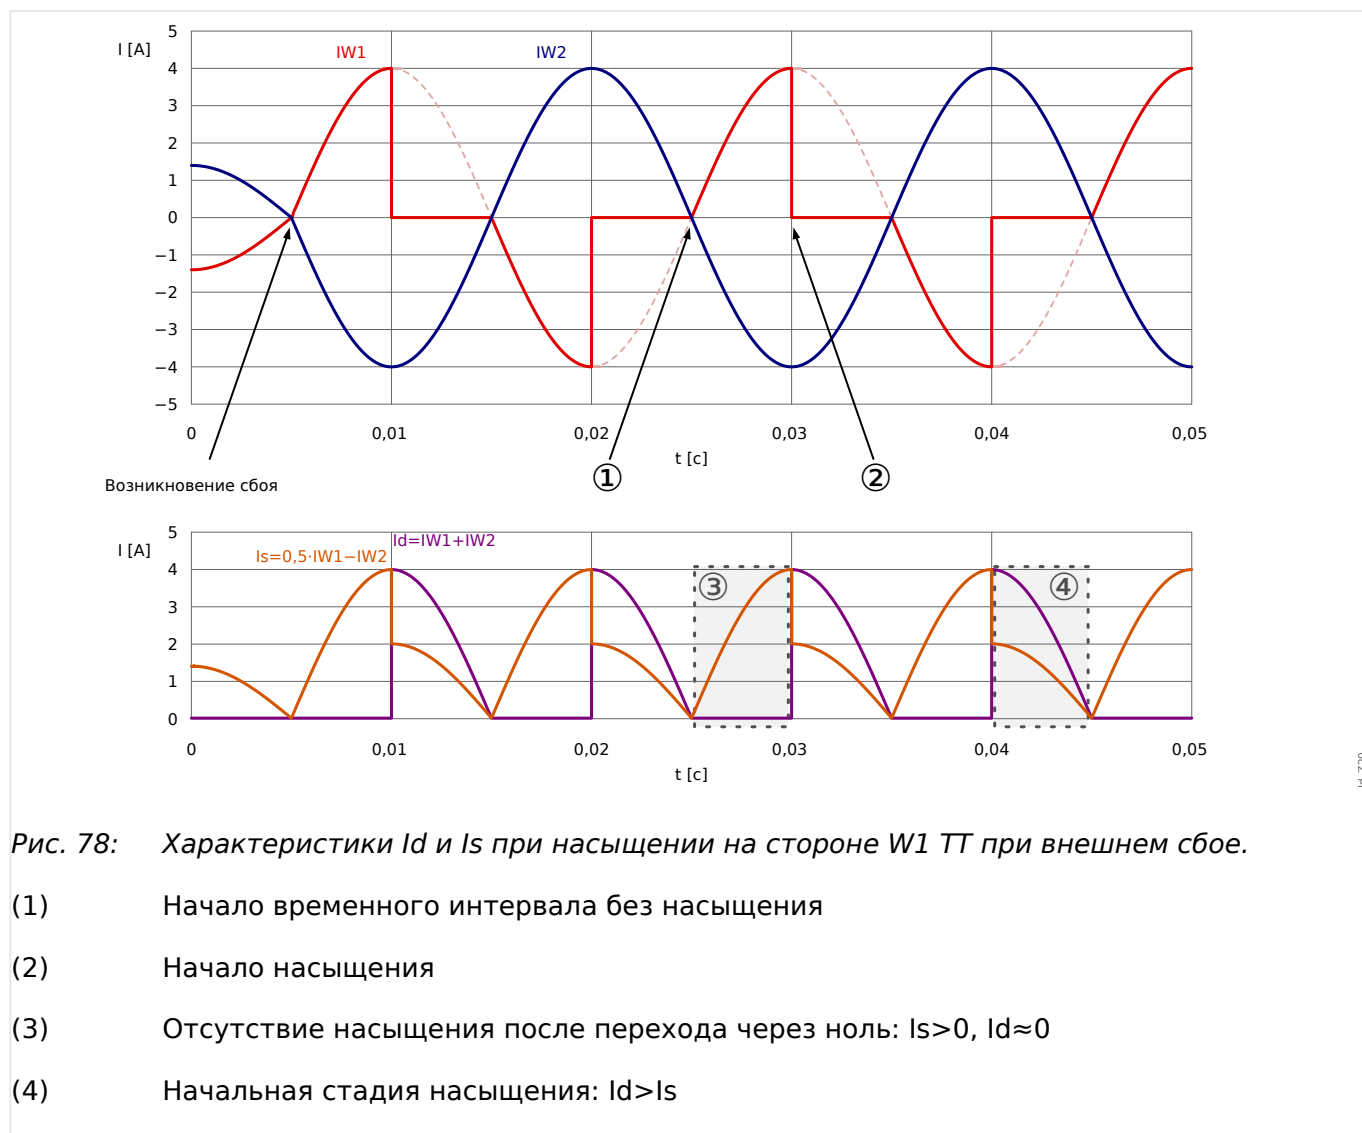 I [A]
IW1
IW2
5
4
3
2
1
0
−1
−2
−3
−4
−5
0
0,01
0,02
0,03
0,04
0,05
t [c]
Возникновение сбоя
①
②
I [A]
Is=0,5·IW1−IW2
Id=IW1+IW2
5
4
3
2
1
0
③
④
0
0,01
0,02
0,03
0,04
0,05
t [c]
Рис. 78: Характеристики Id и Is при насыщении на стороне W1 ТТ при внешнем сбое.
(1) Начало временного интервала без насыщения
(2) Начало насыщения
(3) Отсутствие насыщения после перехода через ноль: Is>0, Id≈0
(4) Начальная стадия насыщения: Id>Is